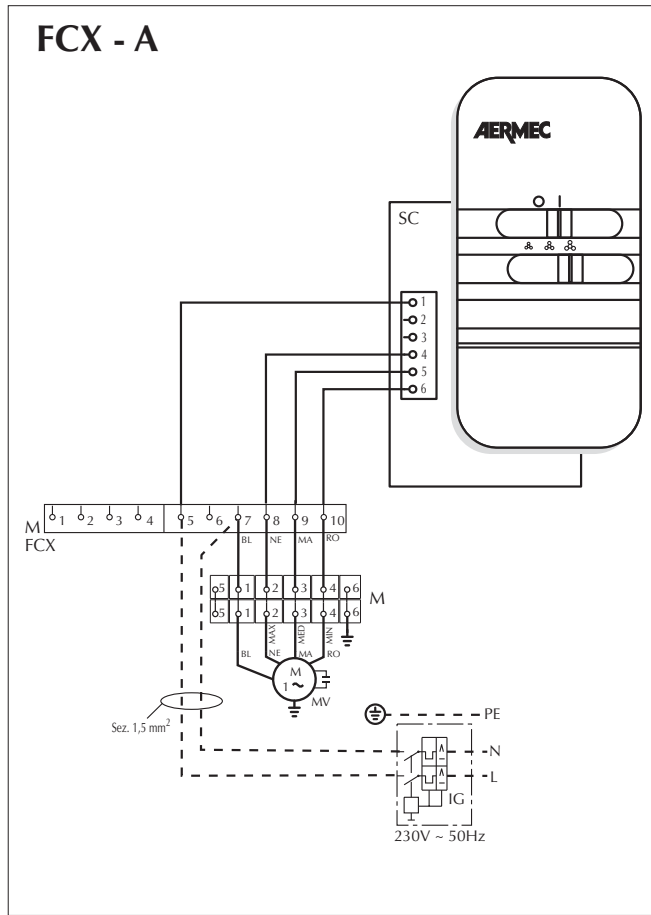 FCX - A
AERMEC
SC
1
2
3
4
5
6
M
FCX
1 2 3 4 5 6 7 8 9 10
BL NE MA RO
5 1 2 3 4 6
M
5 1 2 3 4 6
MAX MED MIN
BL NE MA RO
M
1 ~
MV
Sez. 1,5 mm²
PE
N
L
IG
230V ~ 50Hz